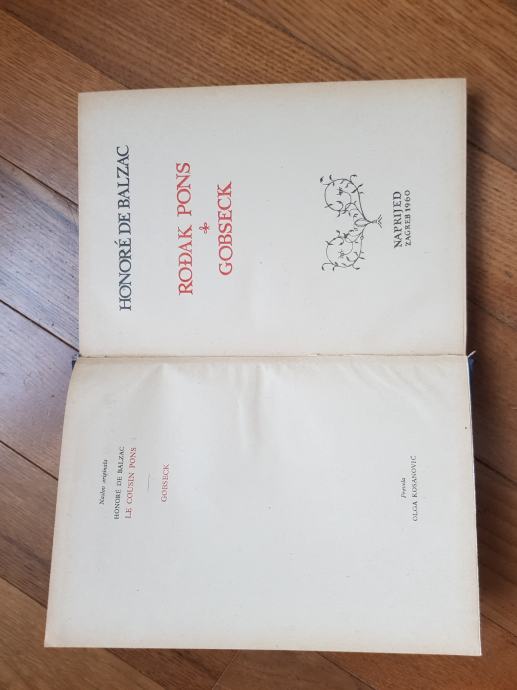 Naslov originala
HONORÉ DE BALZAC
LE COUSIN PONS
GOBSECK
Prevela
OLGA KOSANOVIĆ
HONORÉ DE BALZAC
ROĐAK PONS
GOBSECK
NAPRIJED
ZAGREB 1960